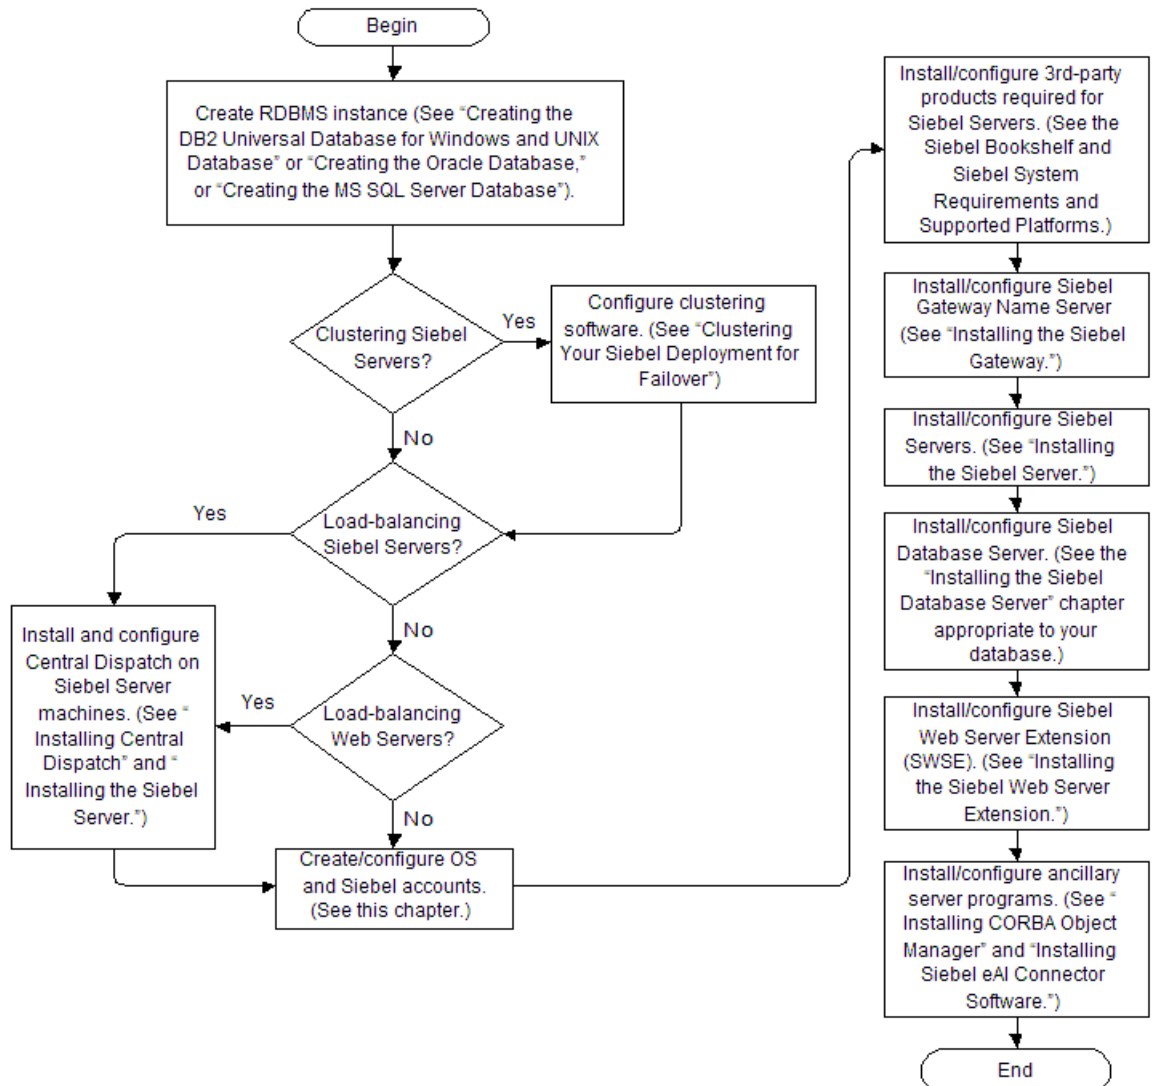 Begin
Create RDBMS instance (See “Creating the
DB2 Universal Database for Windows and UNIX
Database” or “Creating the Oracle Database,”
or “Creating the MS SQL Server Database”).
Clustering Siebel
Servers?
Yes
Configure clustering
software. (See “Clustering
Your Siebel Deployment for
Failover”)
No
Load-balancing
Siebel Servers?
Yes
No
Install and configure
Central Dispatch on
Siebel Server
machines. (See “
Installing Central
Dispatch” and “
Installing the Siebel
Server.”)
Yes
Load-balancing
Web Servers?
No
Create/configure OS
and Siebel accounts.
(See this chapter.)
Install/configure 3rd-party
products required for
Siebel Servers. (See the
Siebel Bookshelf and
Siebel System
Requirements and
Supported Platforms.)
Install/configure Siebel
Gateway Name Server
(See “Installing the Siebel
Gateway.”)
Install/configure Siebel
Servers. (See “Installing
the Siebel Server.”)
Install/configure Siebel
Database Server. (See the
“Installing the Siebel
Database Server” chapter
appropriate to your
database.)
Install/configure Siebel
Web Server Extension
(SWSE). (See “Installing
the Siebel Web Server
Extension.”)
Install/configure ancillary
server programs. (See “
Installing CORBA Object
Manager” and “Installing
Siebel eAI Connector
Software.”)
End